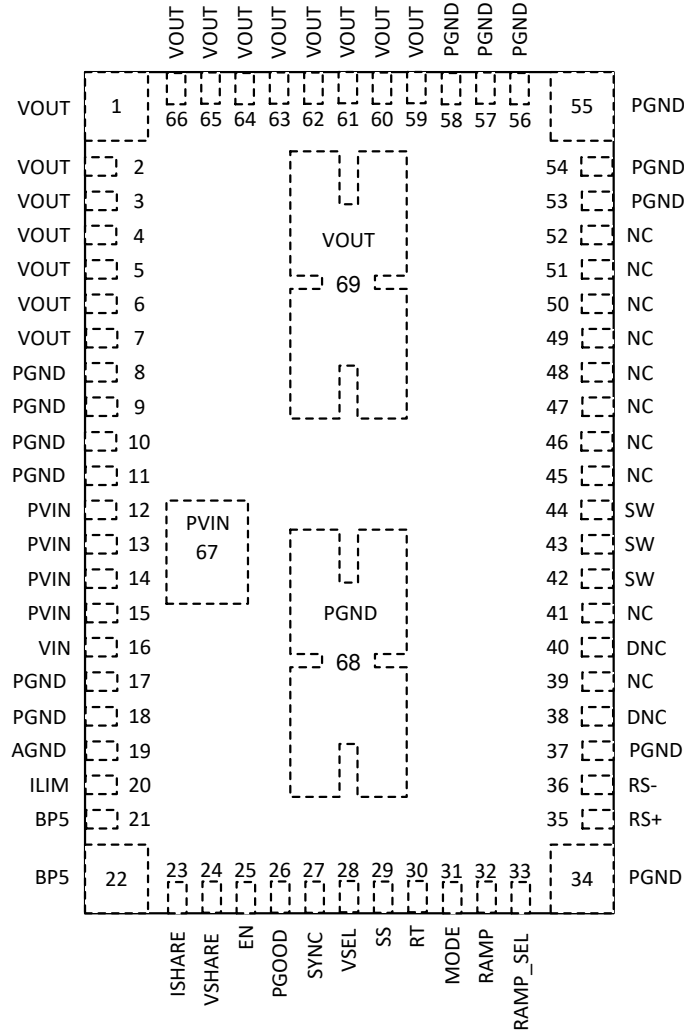 VOUT VOUT VOUT VOUT VOUT VOUT VOUT VOUT PGND PGND PGND
VOUT 1 66 65 64 63 62 61 60 59 58 57 56 55 PGND
VOUT 2 54 PGND
VOUT 3 53 PGND
VOUT 4 VOUT 52 NC
VOUT 5 69 51 NC
VOUT 6 50 NC
VOUT 7 49 NC
PGND 8 48 NC
PGND 9 47 NC
PGND 10 46 NC
PGND 11 45 NC
PVIN 12 PVIN 44 SW
PVIN 13 67 43 SW
PVIN 14 42 SW
PVIN 15 PGND 41 NC
VIN 16 68 40 DNC
PGND 17 39 NC
PGND 18 38 DNC
AGND 19 37 PGND
ILIM 20 36 RS-
BP5 21 35 RS+
BP5 22 23 24 25 26 27 28 29 30 31 32 33 34 PGND
ISHARE VSHARE EN PGOOD SYNC VSEL SS RT MODE RAMP RAMP_SEL